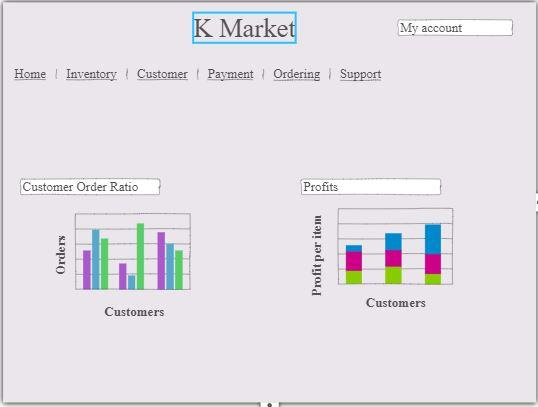 K Market
My account
Home | Inventory | Customer | Payment | Ordering | Support
Customer Order Ratio
Profits
Orders
Customers
Profit per item
Customers